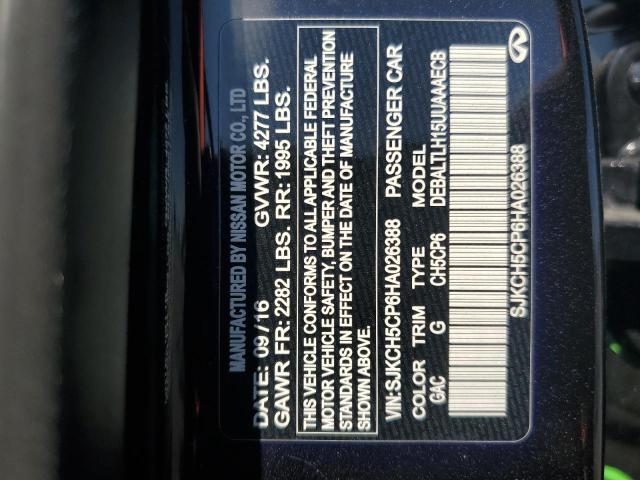 MANUFACTURED BY NISSAN MOTOR CO., LTD
DATE: 09 / 16 GVWR: 4277 LBS.
GAWR FR: 2282 LBS. RR: 1995 LBS.
THIS VEHICLE CONFORMS TO ALL APPLICABLE FEDERAL
MOTOR VEHICLE SAFETY, BUMPER AND THEFT PREVENTION
STANDARDS IN EFFECT ON THE DATE OF MANUFACTURE
SHOWN ABOVE.
VIN:SJKCH5CP6HA026388 PASSENGER CAR
COLOR TRIM TYPE MODEL
GAC G CH5CP6 DEBALTLH15UUAAAECB
SJKCH5CP6HA026388